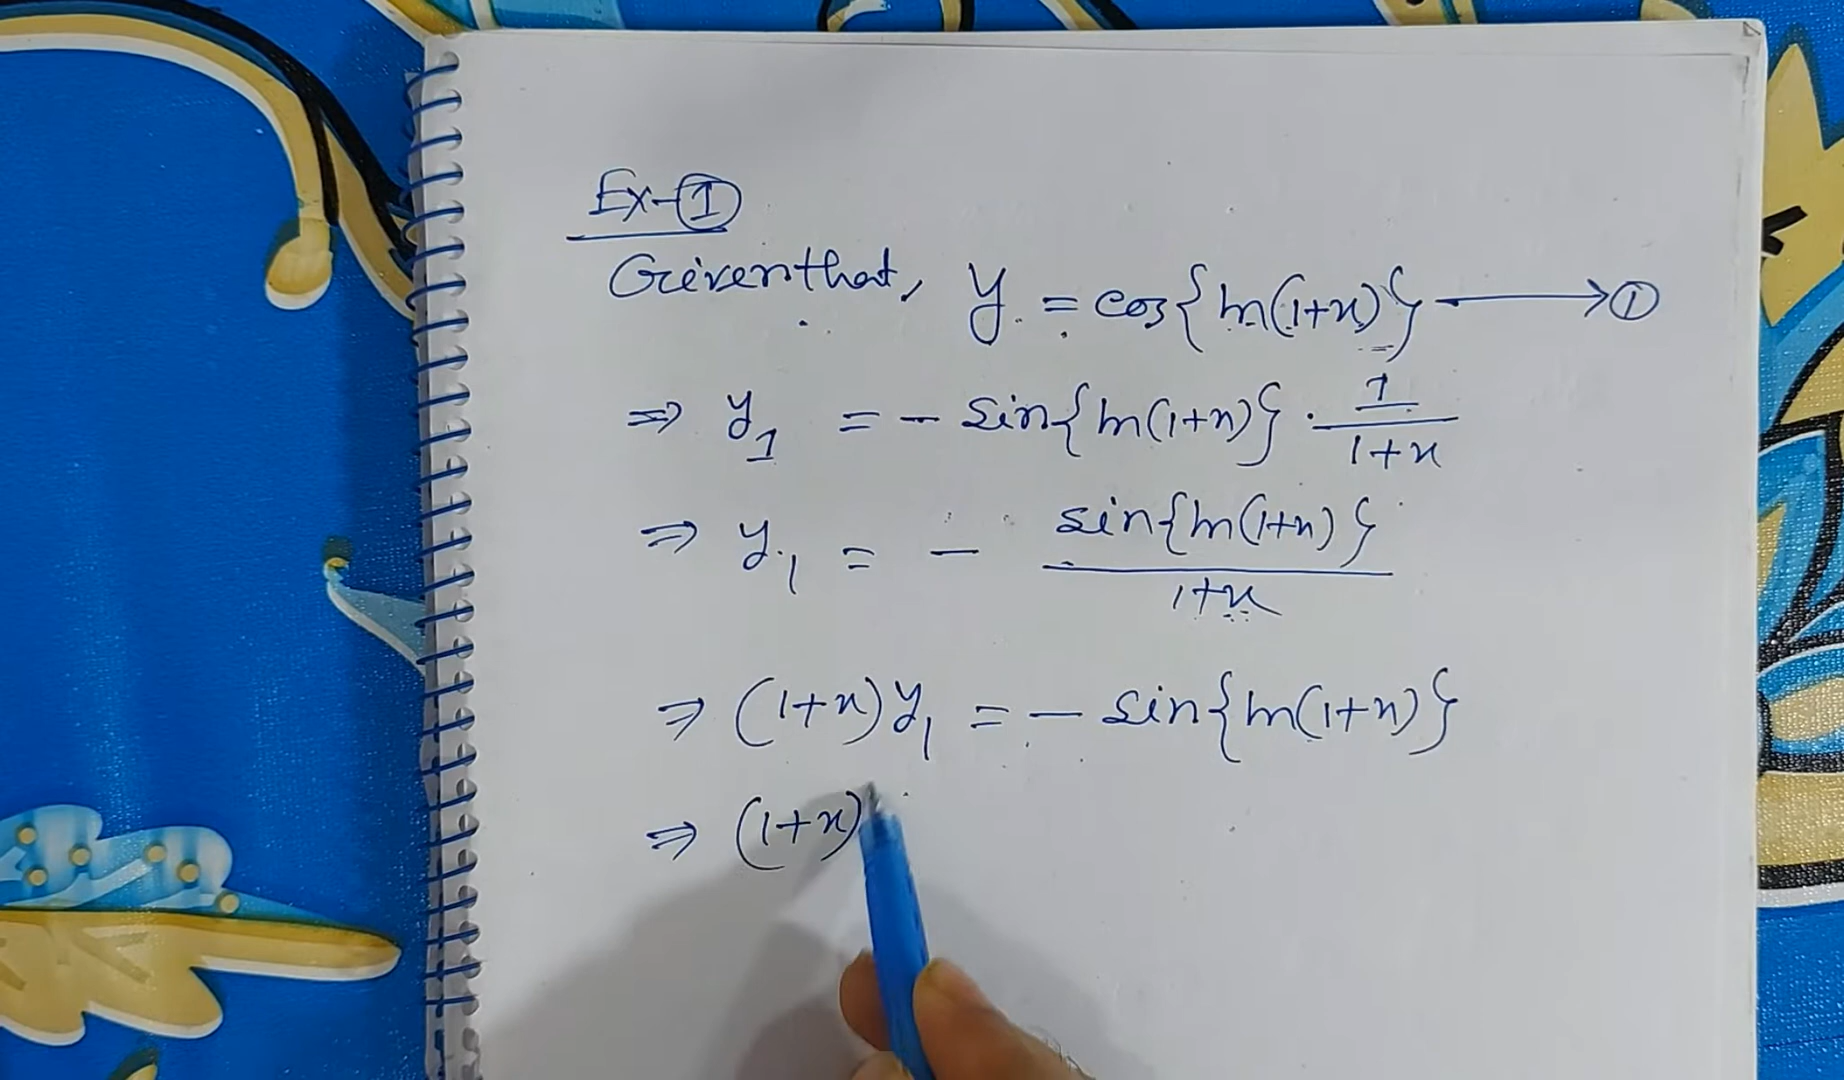 Ex-①
Given that, y = cos{ln(1+x)} → ①
⇒ y₁ = - sin{ln(1+x)} · 1/(1+x)
⇒ y₁ = - sin{ln(1+x)}/(1+x)
⇒ (1+x)y₁ = - sin{ln(1+x)}
⇒ (1+x)